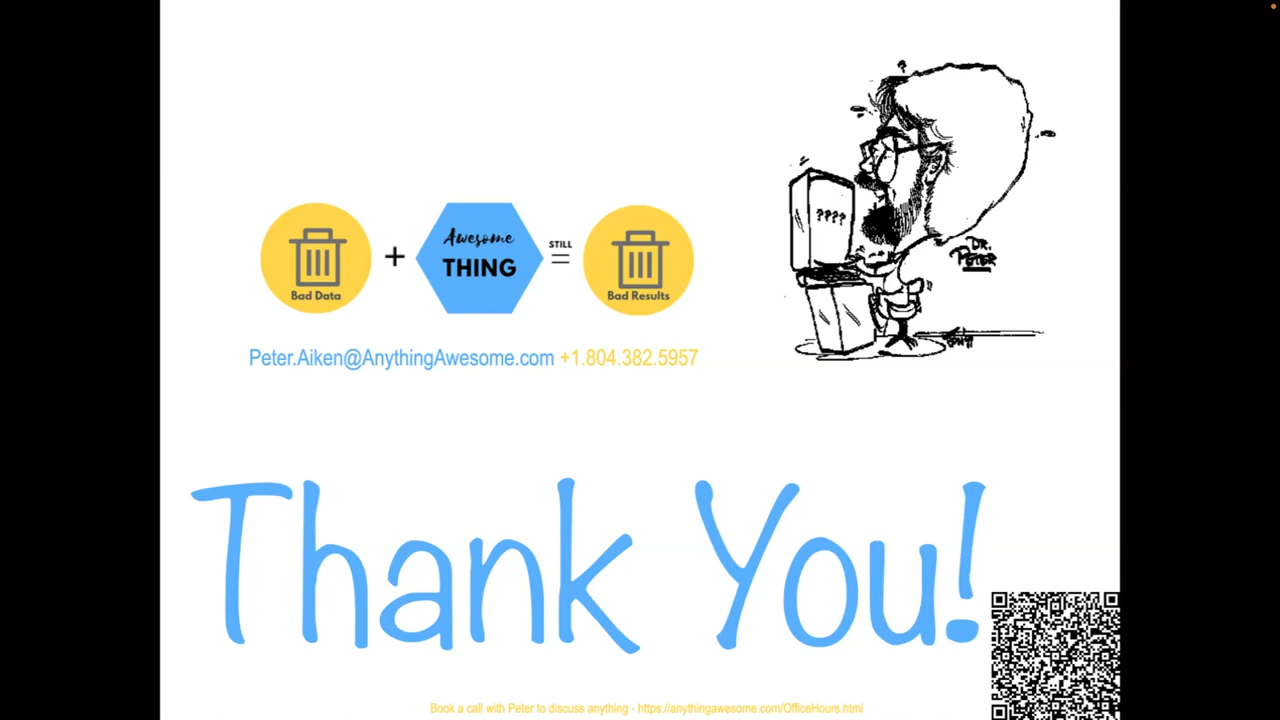 ?
????
DR.
PETER
Awesome
THING
+
STILL
=
Bad Data
Bad Results
Peter.Aiken@AnythingAwesome.com +1.804.382.5957
Thank You!
Book a call with Peter to discuss anything - https://anythingawesome.com/OfficeHours.html